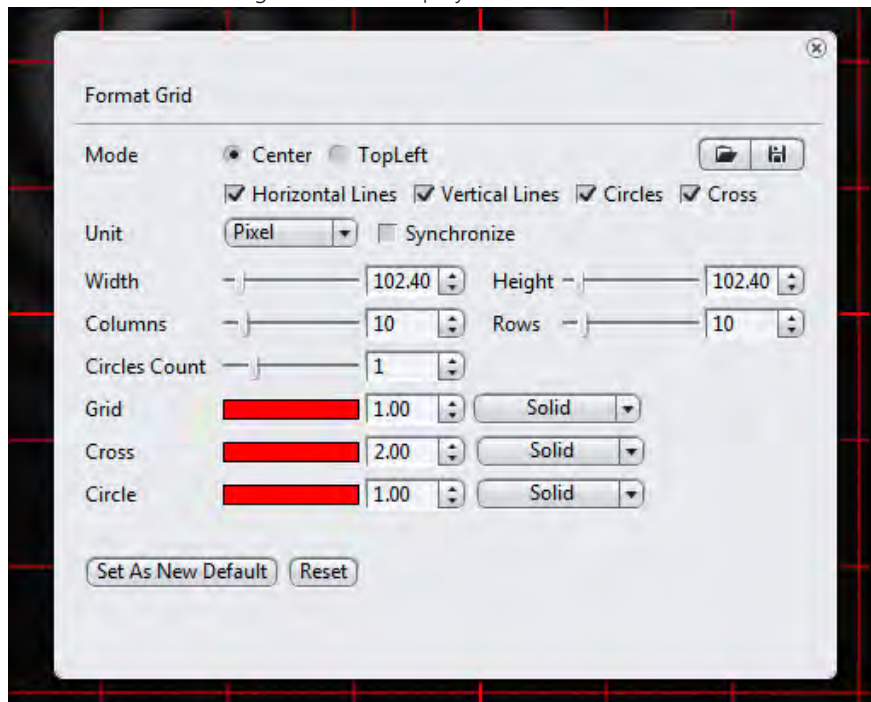 Format Grid
Mode Center TopLeft
Horizontal Lines Vertical Lines Circles Cross
Unit Pixel Synchronize
Width 102.40 Height 102.40
Columns 10 Rows 10
Circles Count 1
Grid 1.00 Solid
Cross 2.00 Solid
Circle 1.00 Solid
Set As New Default Reset